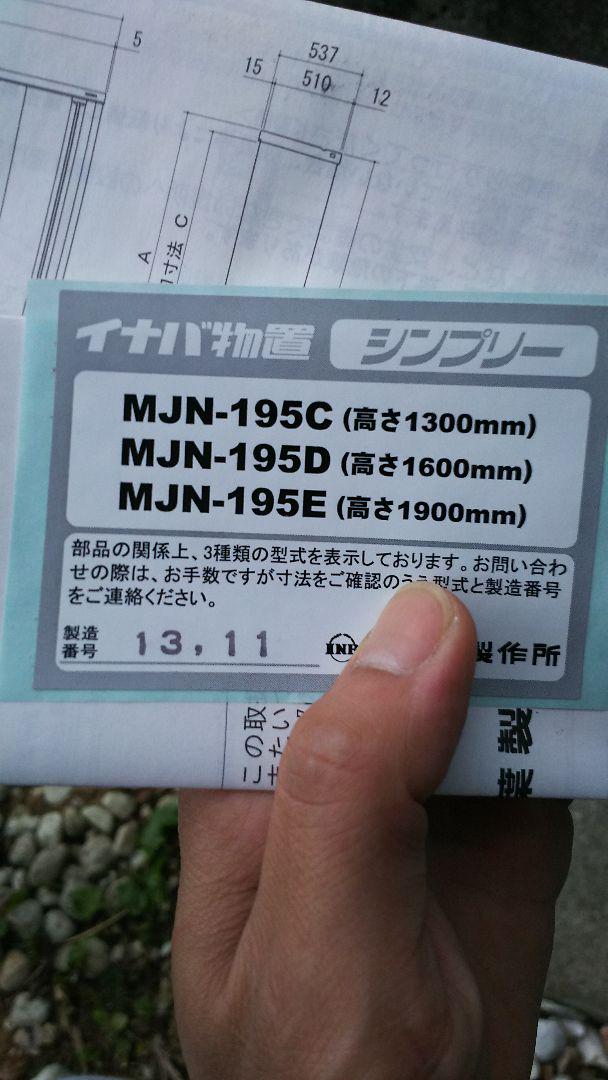 5
537
15
510
12
A
寸法 C
イナバ物置
シンプリー
MJN-195C (高さ1300mm)
MJN-195D (高さ1600mm)
MJN-195E (高さ1900mm)
部品の関係上、3種類の型式を表示しております。お問い合わ
せの際は、お手数ですが寸法をご確認のうえ型式と製造番号
をご連絡ください。
製造
番号
13,11
製作所
この取